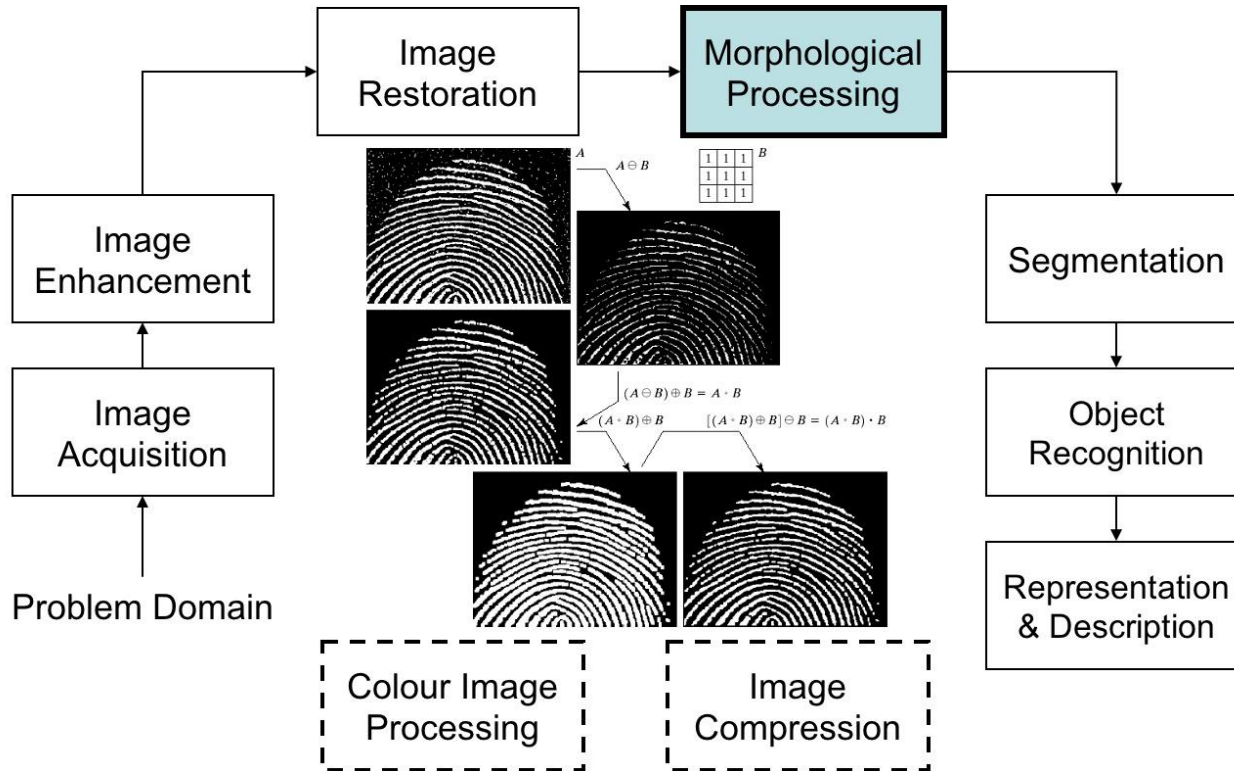 Image
Restoration
Morphological
Processing
A
A ⊖ B
1 1 1
1 1 1
1 1 1
B
Image
Enhancement
Segmentation
Image
Acquisition
(A ⊖ B) ⊕ B = A ∘ B
(A ∘ B) ⊕ B
[(A ∘ B) ⊕ B] ⊖ B = (A ∘ B) • B
Object
Recognition
Problem Domain
Representation
& Description
Colour Image
Processing
Image
Compression